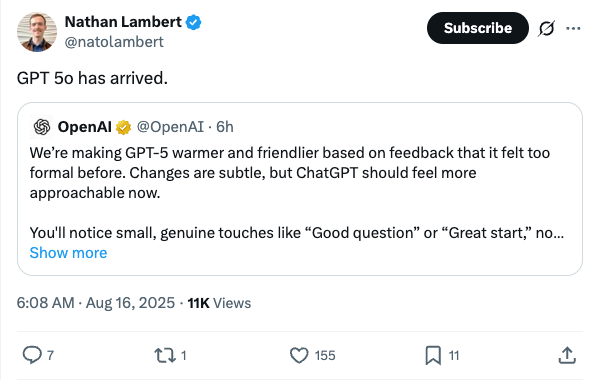 Nathan Lambert
@natolambert
Subscribe
GPT 5o has arrived.
OpenAI @OpenAI · 6h
We’re making GPT-5 warmer and friendlier based on feedback that it felt too
formal before. Changes are subtle, but ChatGPT should feel more
approachable now.
You'll notice small, genuine touches like “Good question” or “Great start,” no…
Show more
6:08 AM · Aug 16, 2025 · 11K Views
7 1 155 11